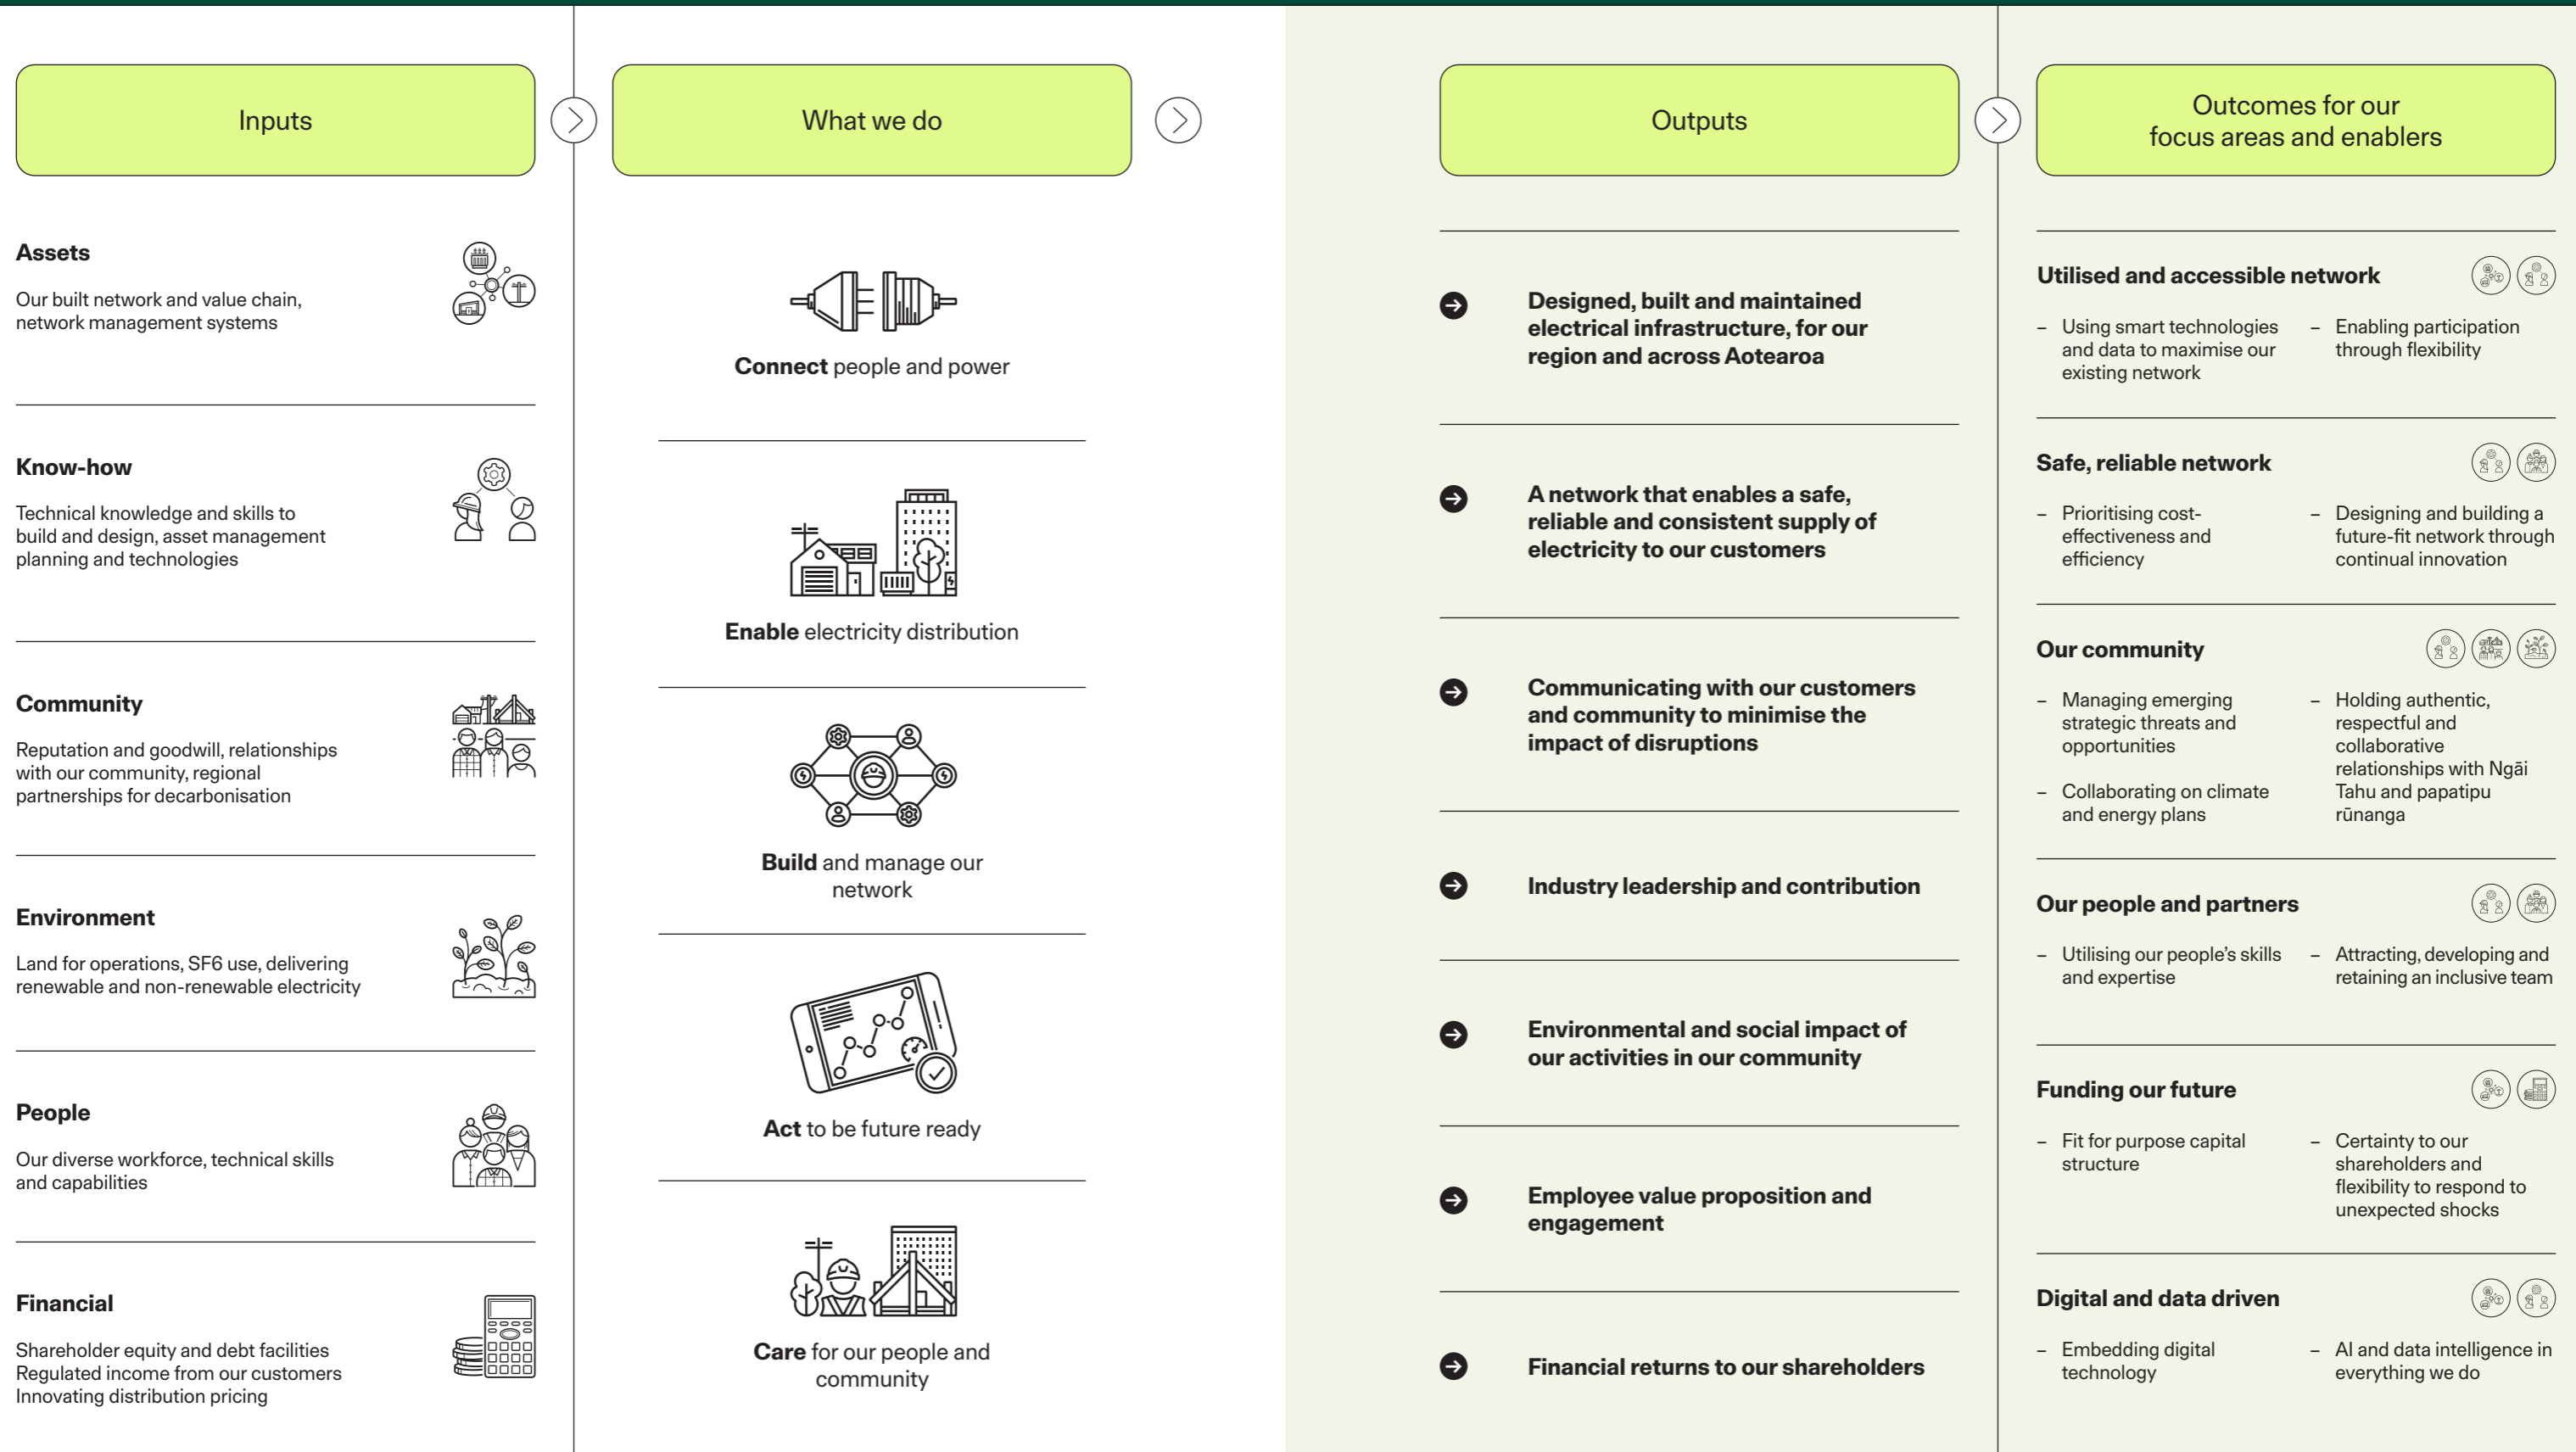 Inputs
Assets
Our built network and value chain,
network management systems
Know-how
Technical knowledge and skills to
build and design, asset management
planning and technologies
Community
Reputation and goodwill, relationships
with our community, regional
partnerships for decarbonisation
Environment
Land for operations, SF6 use, delivering
renewable and non-renewable electricity
People
Our diverse workforce, technical skills
and capabilities
Financial
Shareholder equity and debt facilities
Regulated income from our customers
Innovating distribution pricing
What we do
Connect people and power
Enable electricity distribution
Build and manage our
network
Act to be future ready
Care for our people and
community
Outputs
Designed, built and maintained
electrical infrastructure, for our
region and across Aotearoa
A network that enables a safe,
reliable and consistent supply of
electricity to our customers
Communicating with our customers
and community to minimise the
impact of disruptions
Industry leadership and contribution
Environmental and social impact of
our activities in our community
Employee value proposition and
engagement
Financial returns to our shareholders
Outcomes for our
focus areas and enablers
Utilised and accessible network
– Using smart technologies
and data to maximise our
existing network
– Enabling participation
through flexibility
Safe, reliable network
– Prioritising cost-
effectiveness and
efficiency
– Designing and building a
future-fit network through
continual innovation
Our community
– Managing emerging
strategic threats and
opportunities
– Collaborating on climate
and energy plans
– Holding authentic,
respectful and
collaborative
relationships with Ngāi
Tahu and papatipu
rūnanga
Our people and partners
– Utilising our people's skills
and expertise
– Attracting, developing and
retaining an inclusive team
Funding our future
– Fit for purpose capital
structure
– Certainty to our
shareholders and
flexibility to respond to
unexpected shocks
Digital and data driven
– Embedding digital
technology
– AI and data intelligence in
everything we do